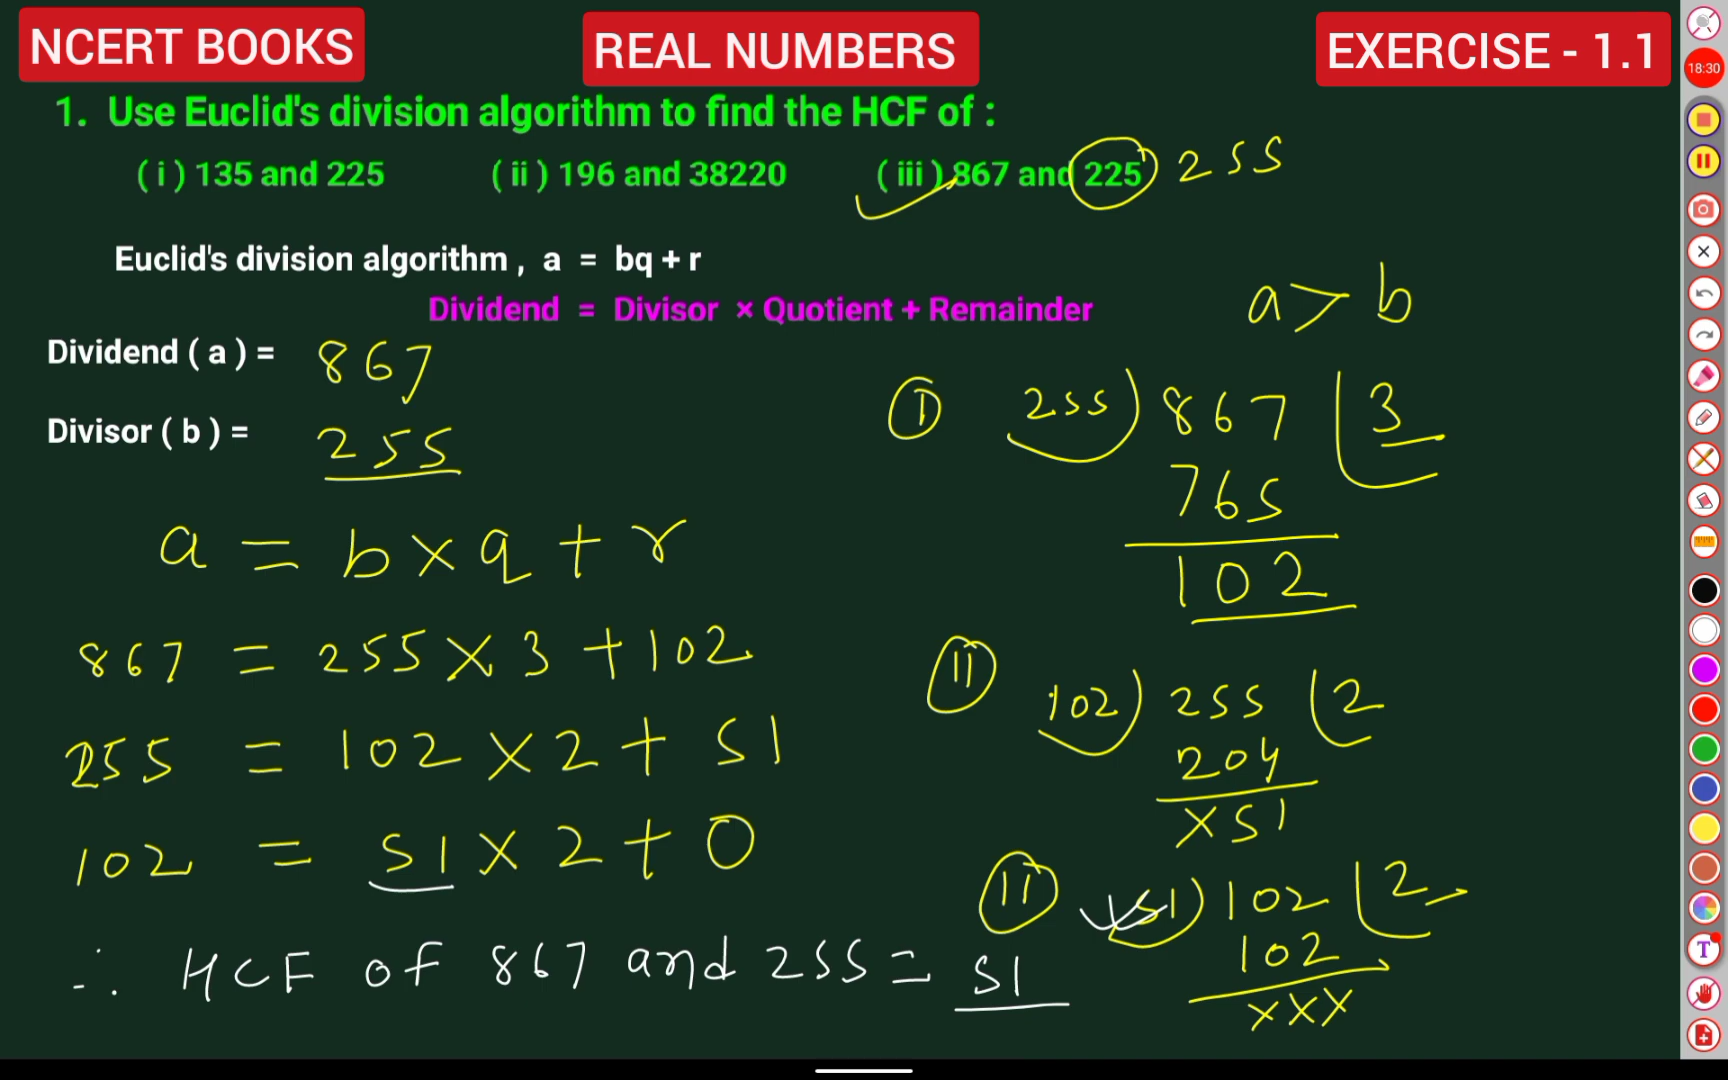 NCERT BOOKS
REAL NUMBERS
EXERCISE - 1.1
18:30
1. Use Euclid's division algorithm to find the HCF of :
( i ) 135 and 225 ( ii ) 196 and 38220 ( iii ) 867 and 225 255
Euclid's division algorithm , a = bq + r
Dividend = Divisor × Quotient + Remainder
a > b
Dividend ( a ) = 867
Divisor ( b ) = 255
a = b × q + r
867 = 255 × 3 + 102
255 = 102 × 2 + 51
102 = 51 × 2 + 0
∴ HCF of 867 and 255 = 51
I 255) 867 (3
765
102
II 102) 255 (2
204
×51
II 51) 102 (2
102
×××
T